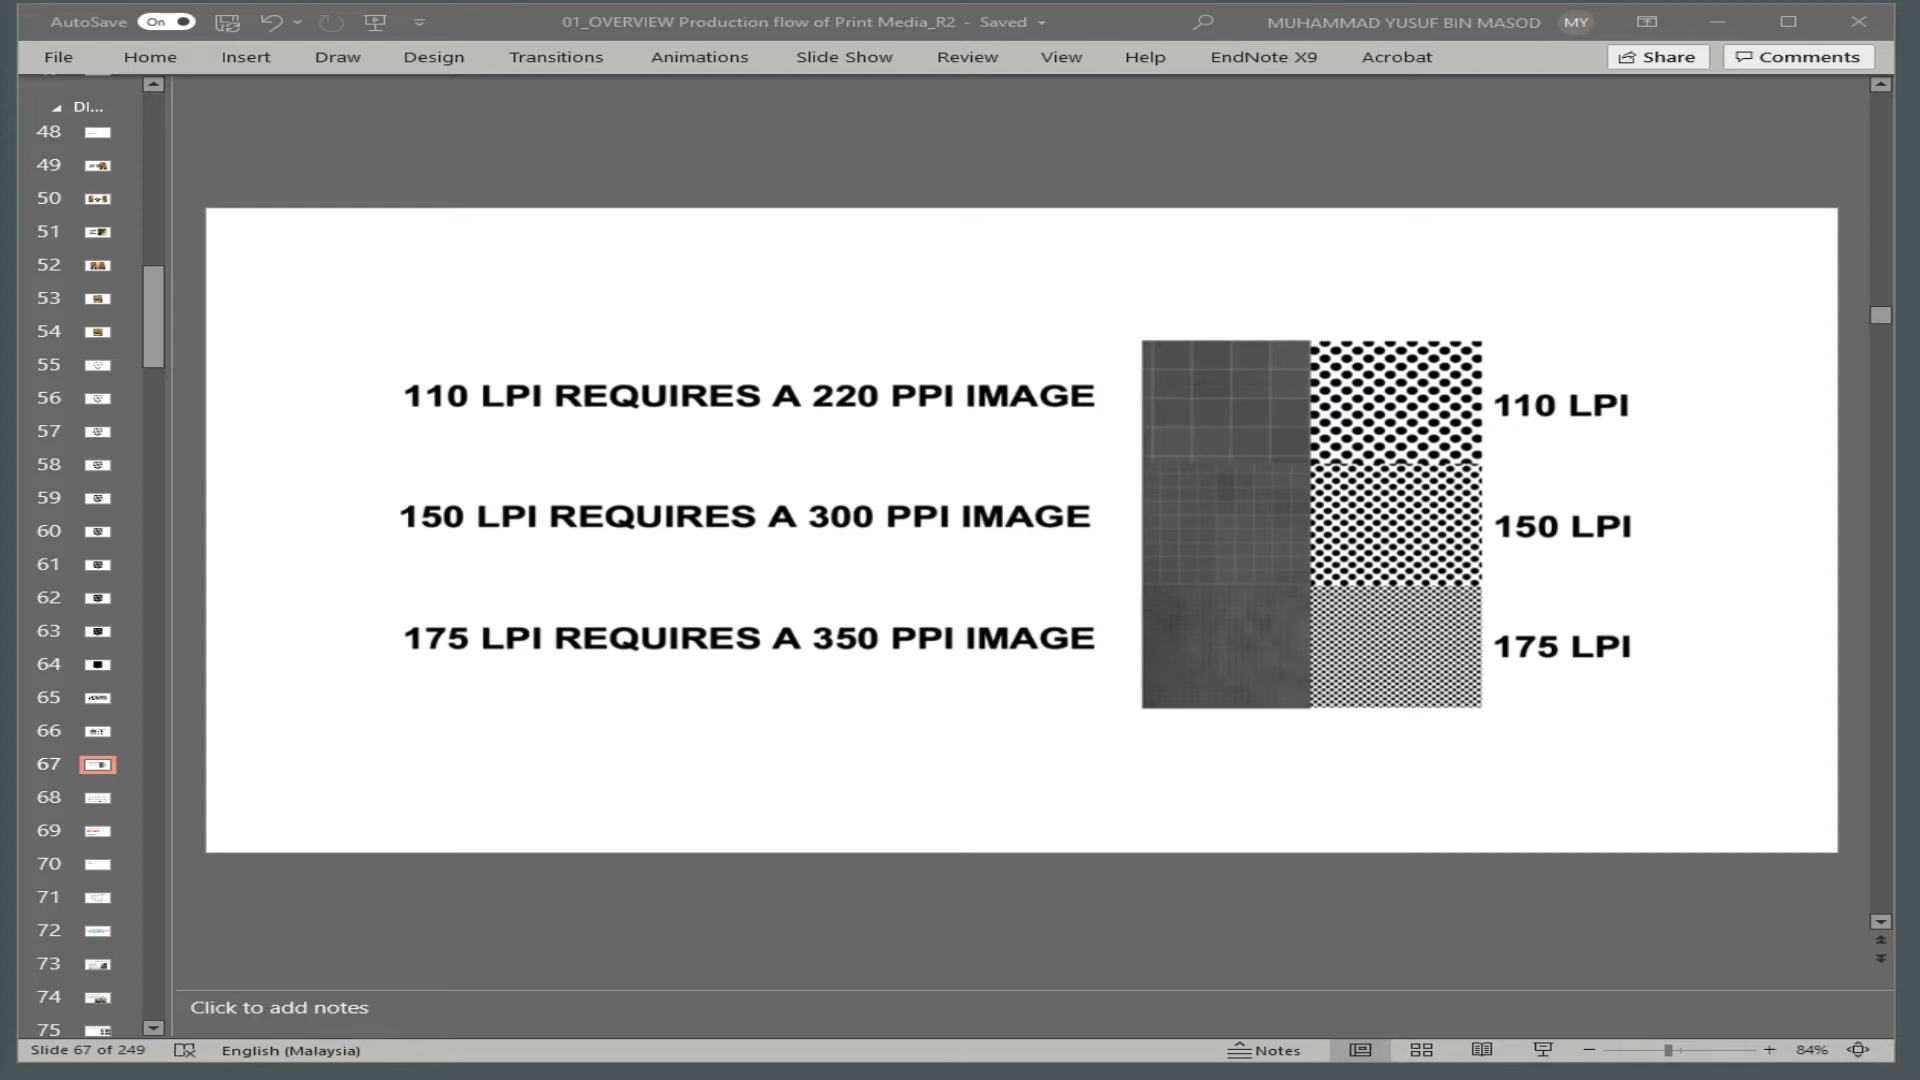 AutoSave On 01_OVERVIEW Production flow of Print Media_R2 - Saved MUHAMMAD YUSUF BIN MASOD MY
File Home Insert Draw Design Transitions Animations Slide Show Review View Help EndNote X9 Acrobat Share Comments
DI...
48
49
50
51
52
53
54
55
56
57
58
59
60
61
62
63
64
65
66
67
68
69
70
71
72
73
74
75
110 LPI REQUIRES A 220 PPI IMAGE
110 LPI
150 LPI REQUIRES A 300 PPI IMAGE
150 LPI
175 LPI REQUIRES A 350 PPI IMAGE
175 LPI
Click to add notes
Slide 67 of 249 English (Malaysia) Notes 84%